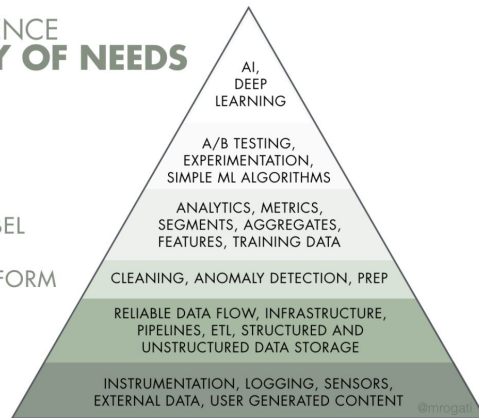 ENCE
Y OF NEEDS
AI,
DEEP
LEARNING
A/B TESTING,
EXPERIMENTATION,
SIMPLE ML ALGORITHMS
BEL
ANALYTICS, METRICS,
SEGMENTS, AGGREGATES,
FEATURES, TRAINING DATA
FORM
CLEANING, ANOMALY DETECTION, PREP
RELIABLE DATA FLOW, INFRASTRUCTURE,
PIPELINES, ETL, STRUCTURED AND
UNSTRUCTURED DATA STORAGE
INSTRUMENTATION, LOGGING, SENSORS,
EXTERNAL DATA, USER GENERATED CONTENT
@mrogati